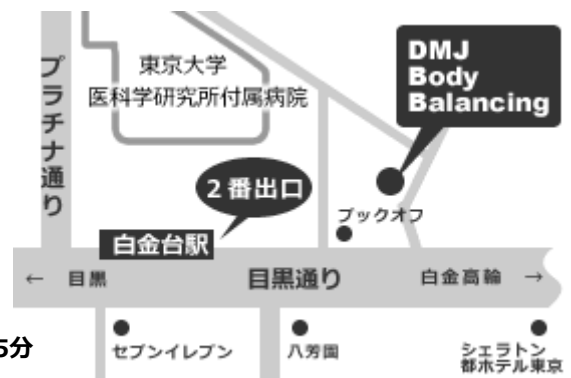 プラチナ通り
東京大学
医科学研究所付属病院
DMJ
Body
Balancing
2番出口
ブックオフ
白金台駅
← 目黒
目黒通り
白金高輪 →
5分
セブンイレブン
八芳園
シェラトン
都ホテル東京